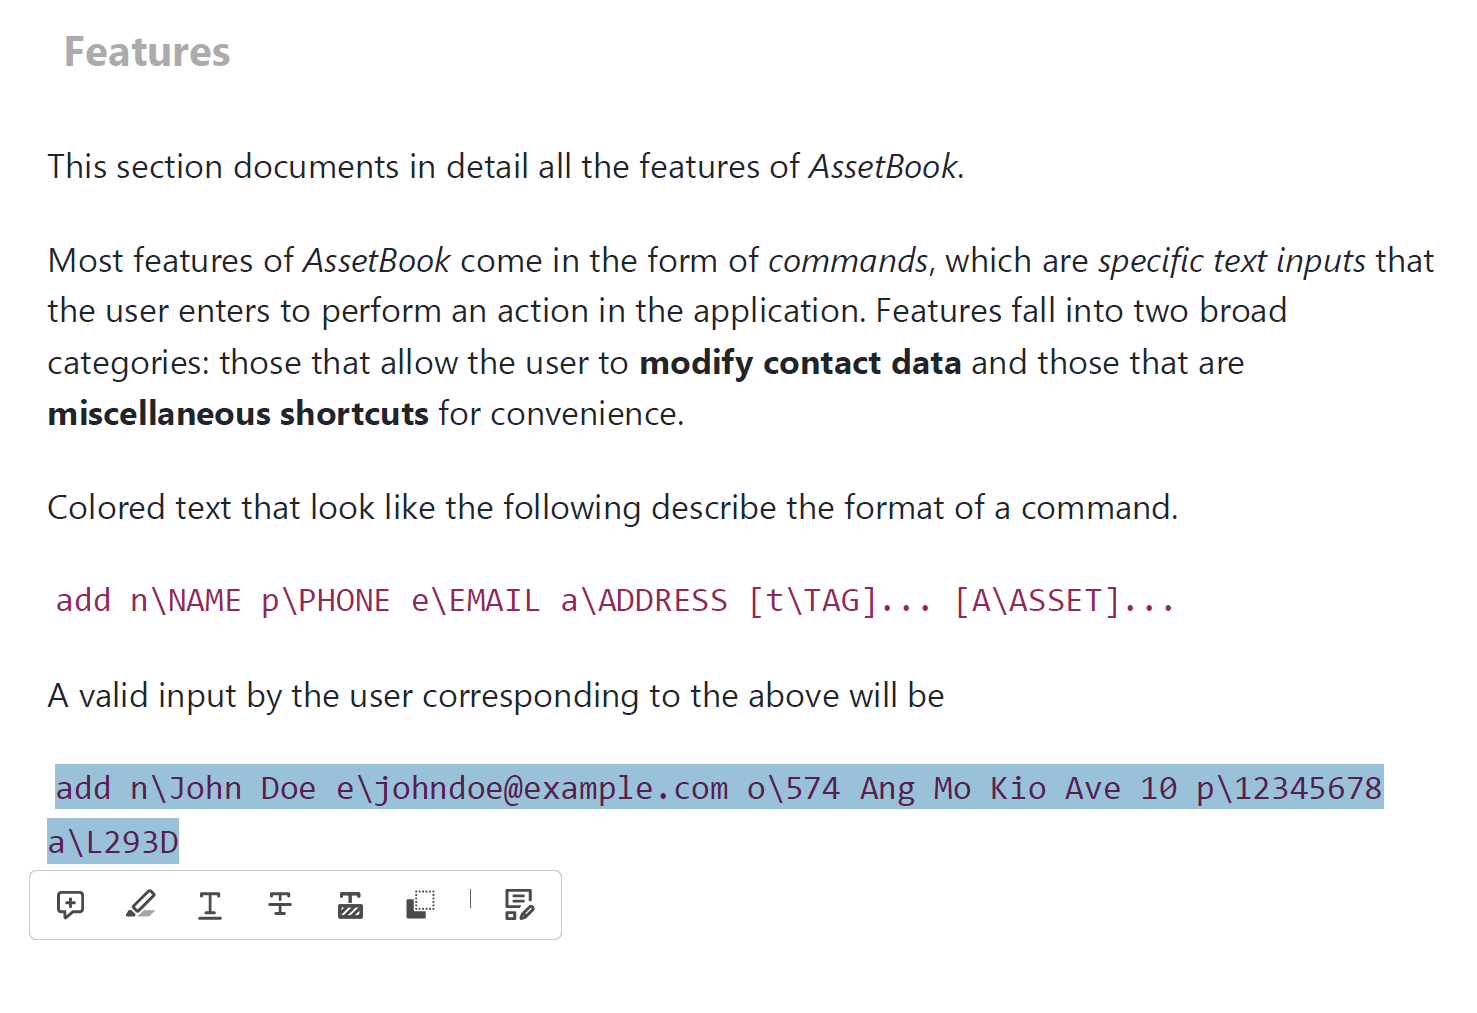 Features
This section documents in detail all the features of AssetBook.
Most features of AssetBook come in the form of commands, which are specific text inputs that
the user enters to perform an action in the application. Features fall into two broad
categories: those that allow the user to modify contact data and those that are
miscellaneous shortcuts for convenience.
Colored text that look like the following describe the format of a command.
add n\NAME p\PHONE e\EMAIL a\ADDRESS [t\TAG]... [A\ASSET]...
A valid input by the user corresponding to the above will be
add n\John Doe e\johndoe@example.com o\574 Ang Mo Kio Ave 10 p\12345678
a\L293D